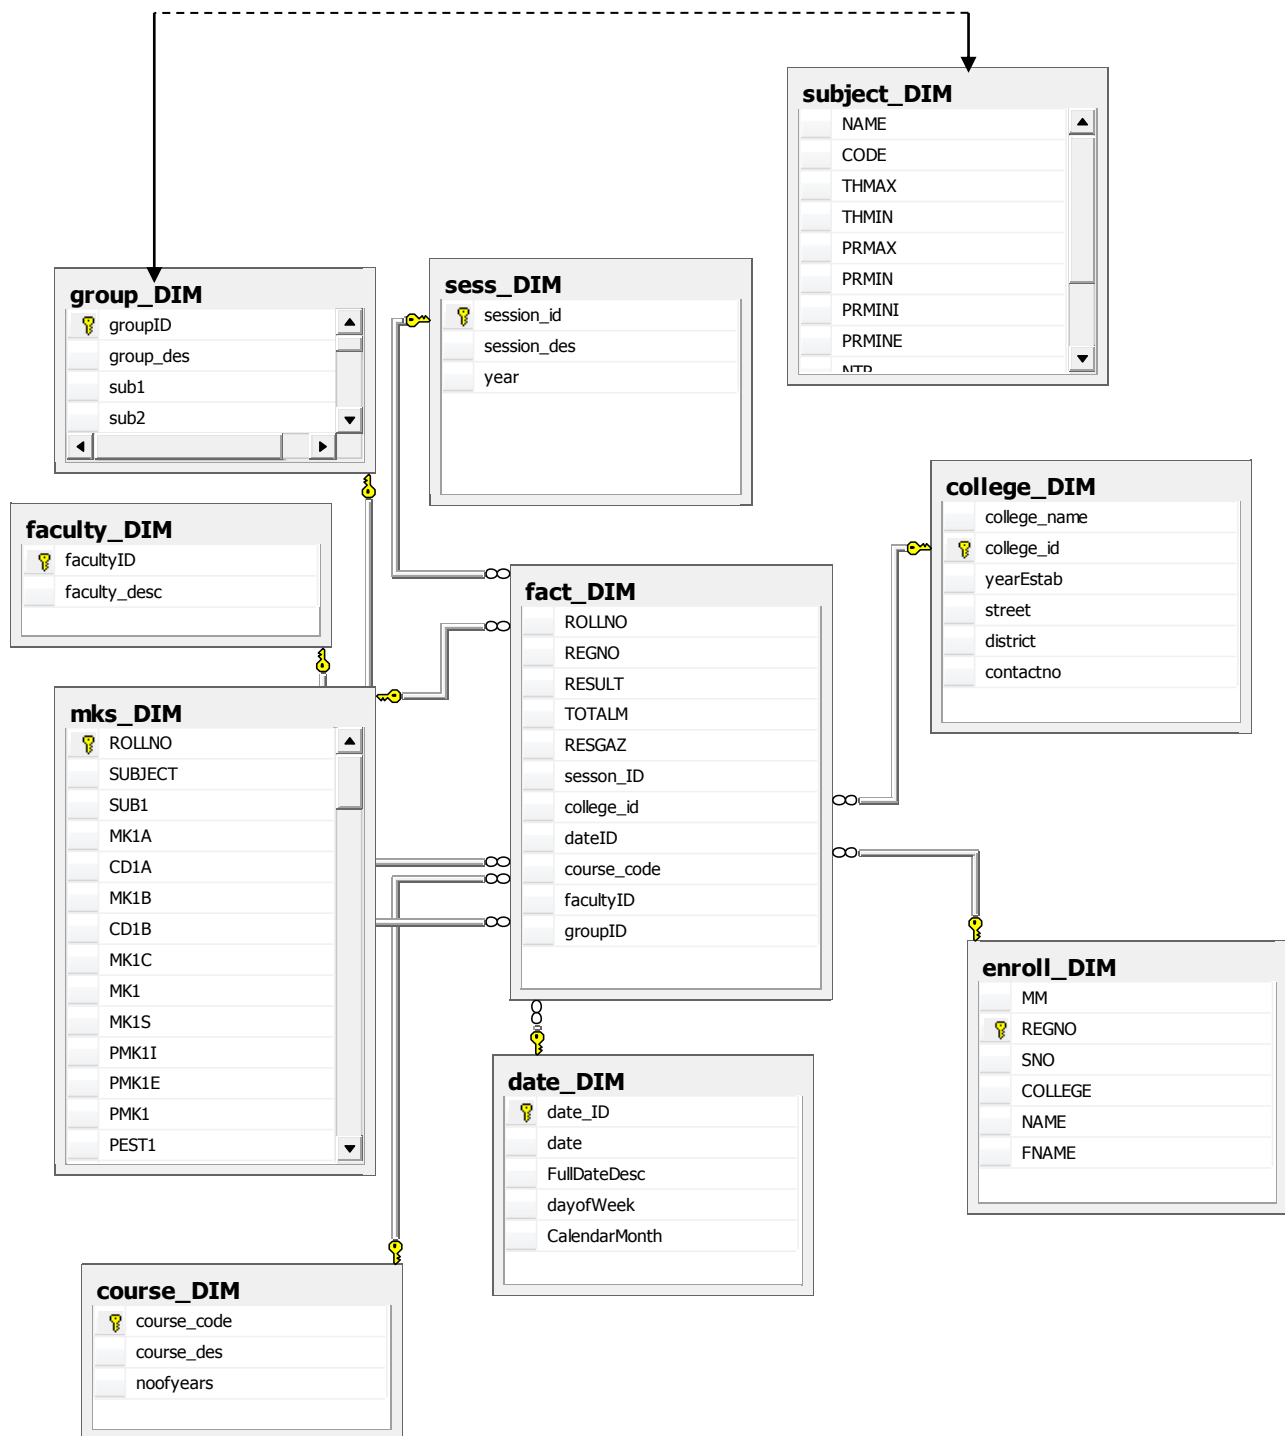 subject_DIM
NAME
CODE
THMAX
THMIN
PRMAX
PRMIN
PRMINI
PRMINE
group_DIM
groupID
group_des
sub1
sub2
sess_DIM
session_id
session_des
year
college_DIM
college_name
college_id
yearEstab
street
district
contactno
faculty_DIM
facultyID
faculty_desc
fact_DIM
ROLLNO
REGNO
RESULT
TOTALM
RESGAZ
sesson_ID
college_id
dateID
course_code
facultyID
groupID
mks_DIM
ROLLNO
SUBJECT
SUB1
MK1A
CD1A
MK1B
CD1B
MK1C
MK1
MK1S
PMK1I
PMK1E
PMK1
PEST1
enroll_DIM
MM
REGNO
SNO
COLLEGE
NAME
FNAME
date_DIM
date_ID
date
FullDateDesc
dayofWeek
CalendarMonth
course_DIM
course_code
course_des
noofyears